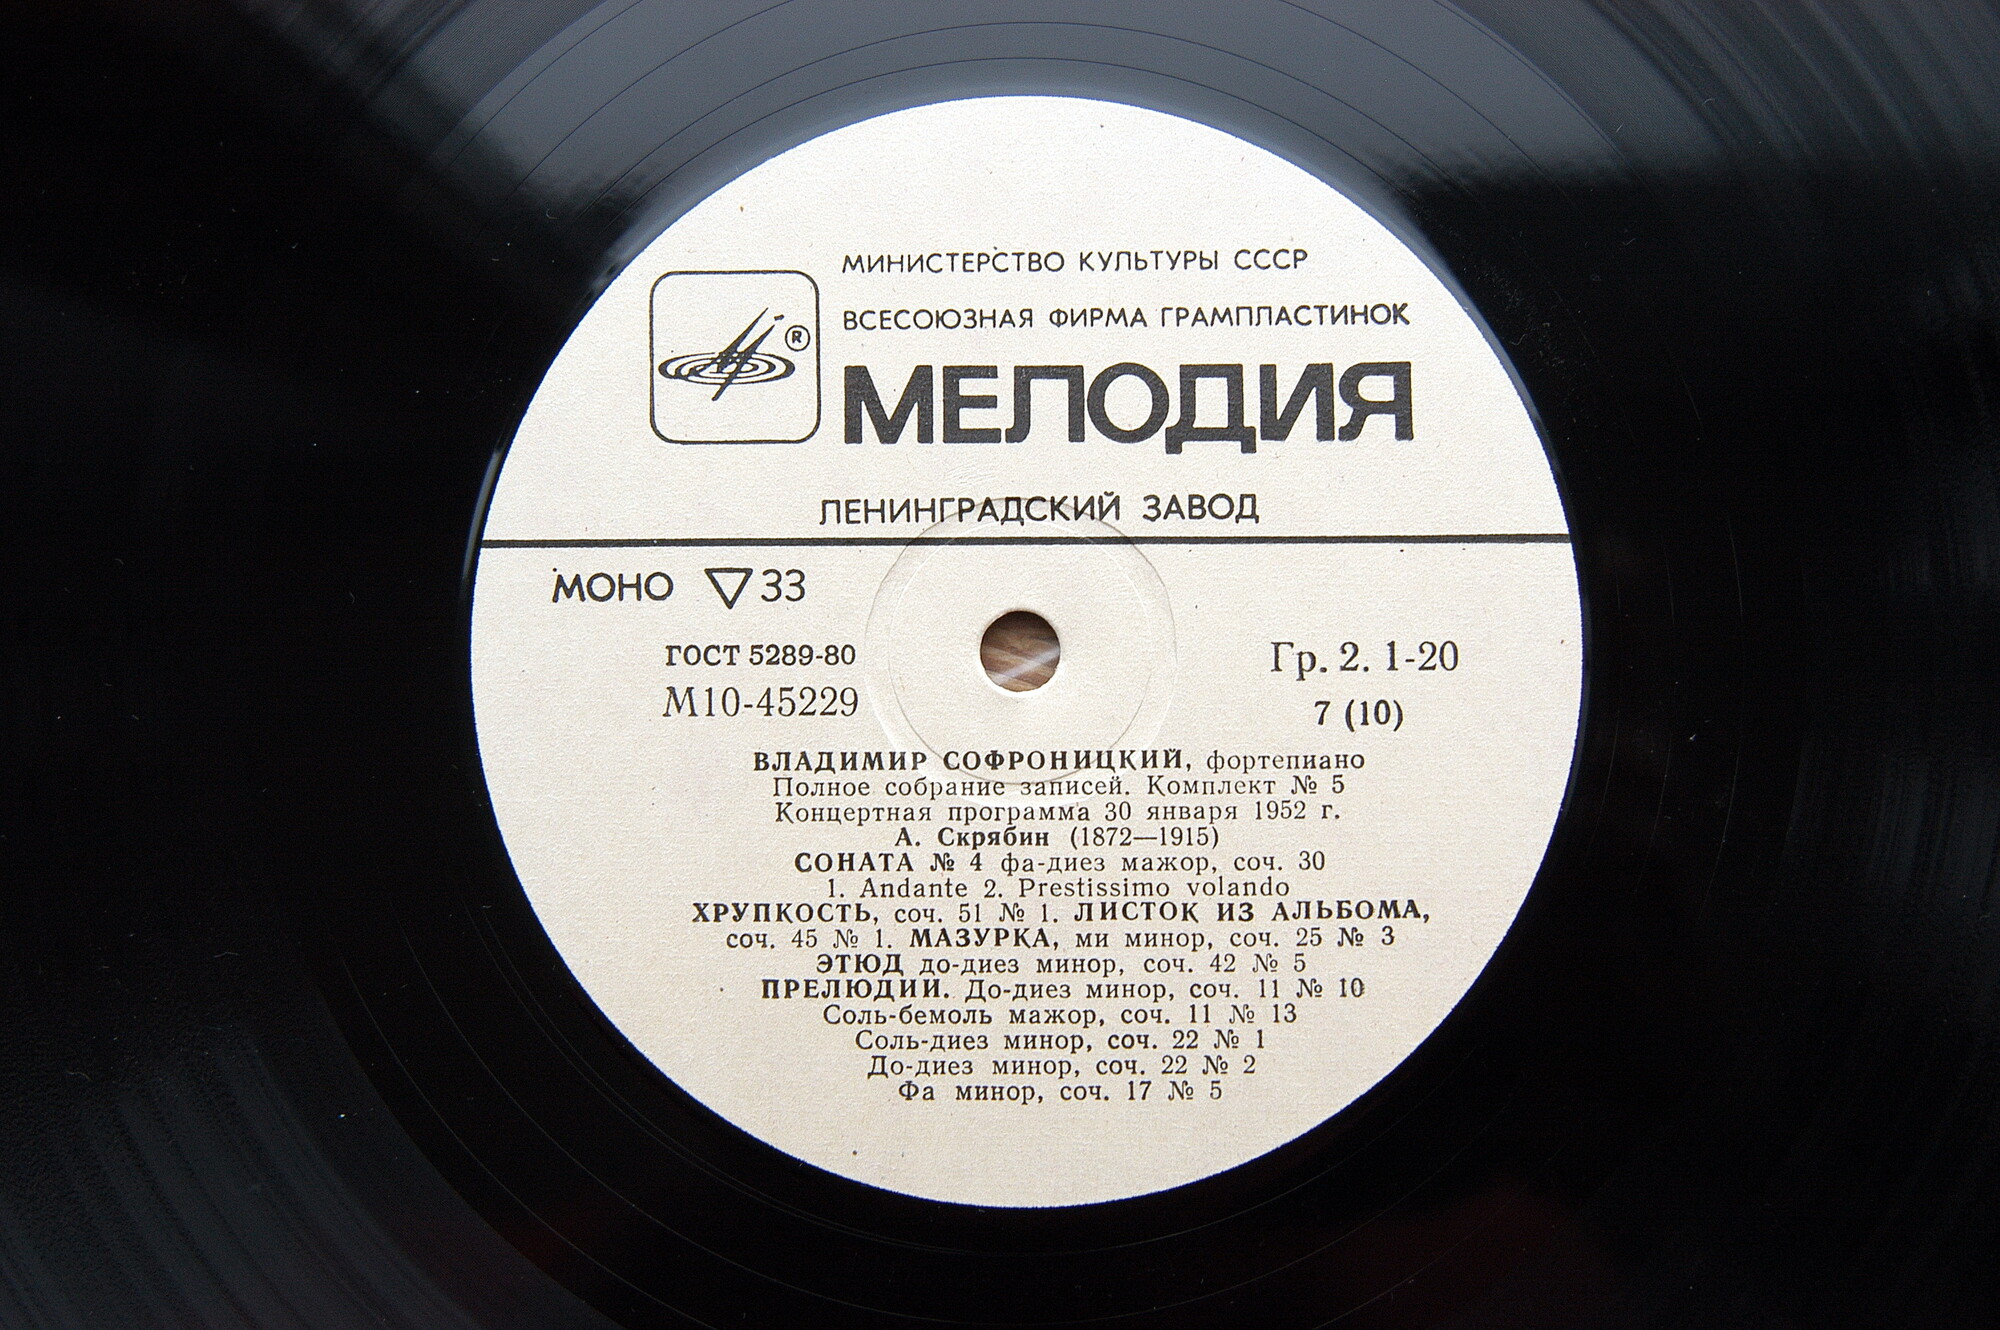 МИНИСТЕРСТВО КУЛЬТУРЫ СССР
ВСЕСОЮЗНАЯ ФИРМА ГРАМПЛАСТИНОК
®
МЕЛОДИЯ
ЛЕНИНГРАДСКИЙ ЗАВОД
МОНО ▽ 33
ГОСТ 5289-80
М10-45229
Гр. 2. 1-20
7 (10)
ВЛАДИМИР СОФРОНИЦКИЙ, фортепиано
Полное собрание записей. Комплект № 5
Концертная программа 30 января 1952 г.
А. Скрябин (1872—1915)
СОНАТА № 4 фа-диез мажор, соч. 30
1. Andante 2. Prestissimo volando
ХРУПКОСТЬ, соч. 51 № 1. ЛИСТОК ИЗ АЛЬБОМА,
соч. 45 № 1. МАЗУРКА, ми минор, соч. 25 № 3
ЭТЮД до-диез минор, соч. 42 № 5
ПРЕЛЮДИИ. До-диез минор, соч. 11 № 10
Соль-бемоль мажор, соч. 11 № 13
Соль-диез минор, соч. 22 № 1
До-диез минор, соч. 22 № 2
Фа минор, соч. 17 № 5